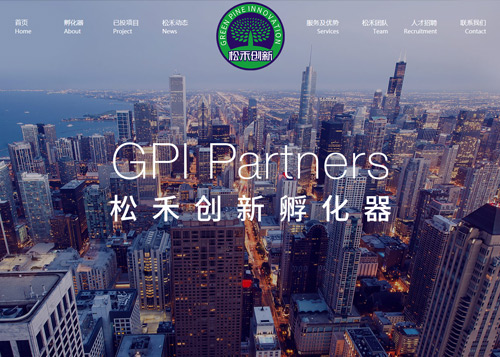 首页
Home
孵化器
About
已投项目
Project
松禾动态
News
GREEN PINE INNOVATION
松禾创新
服务及优势
Services
松禾团队
Team
人才招聘
Recruitment
联系我们
Contact
GPI Partners
松禾创新孵化器